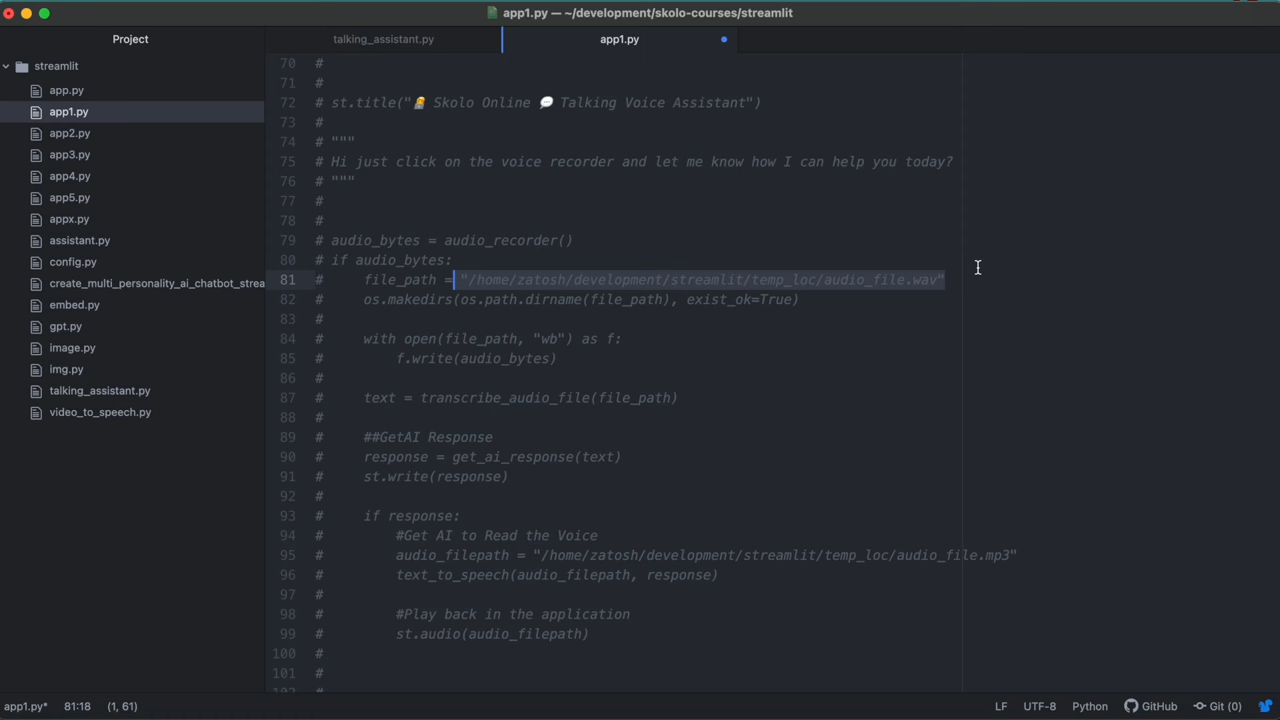 app1.py — ~/development/skolo-courses/streamlit
Project
talking_assistant.py
app1.py
streamlit
app.py
app1.py
app2.py
app3.py
app4.py
app5.py
appx.py
assistant.py
config.py
create_multi_personality_ai_chatbot_strea
embed.py
gpt.py
image.py
img.py
talking_assistant.py
video_to_speech.py
70 #
71 #
72 # st.title("🧏 Skolo Online 💬 Talking Voice Assistant")
73 #
74 # """
75 # Hi just click on the voice recorder and let me know how I can help you today?
76 # """
77 #
78 #
79 # audio_bytes = audio_recorder()
80 # if audio_bytes:
81 #     file_path = "/home/zatosh/development/streamlit/temp_loc/audio_file.wav"
82 #     os.makedirs(os.path.dirname(file_path), exist_ok=True)
83 #
84 #     with open(file_path, "wb") as f:
85 #         f.write(audio_bytes)
86 #
87 #     text = transcribe_audio_file(file_path)
88 #
89 #     ##GetAI Response
90 #     response = get_ai_response(text)
91 #     st.write(response)
92 #
93 #     if response:
94 #         #Get AI to Read the Voice
95 #         audio_filepath = "/home/zatosh/development/streamlit/temp_loc/audio_file.mp3"
96 #         text_to_speech(audio_filepath, response)
97 #
98 #         #Play back in the application
99 #         st.audio(audio_filepath)
100 #
101 #
102 #
app1.py* 81:18 (1, 61) LF UTF-8 Python GitHub Git (0)